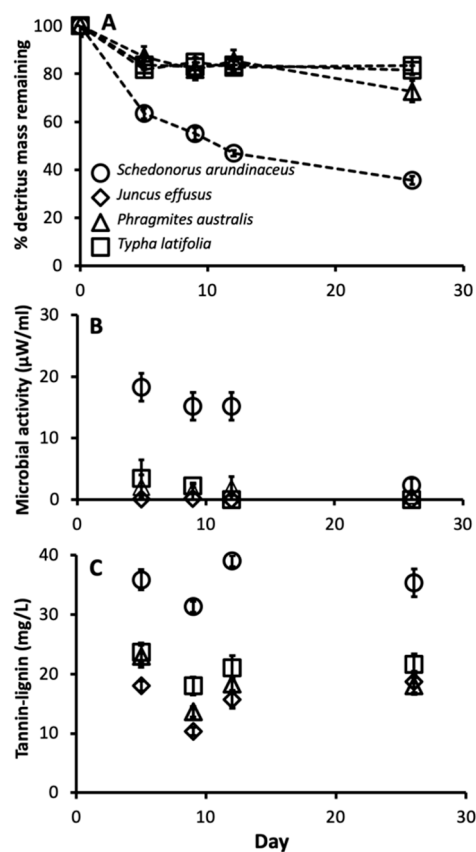 A
% detritus mass remaining
100
80
60
40
20
0
Schedonorus arundinaceus
Juncus effusus
Phragmites australis
Typha latifolia
0 10 20 30
B
Microbial activity (µW/ml)
30
20
10
0
0 10 20 30
C
Tannin-lignin (mg/L)
40
30
20
10
0
0 10 20 30
Day